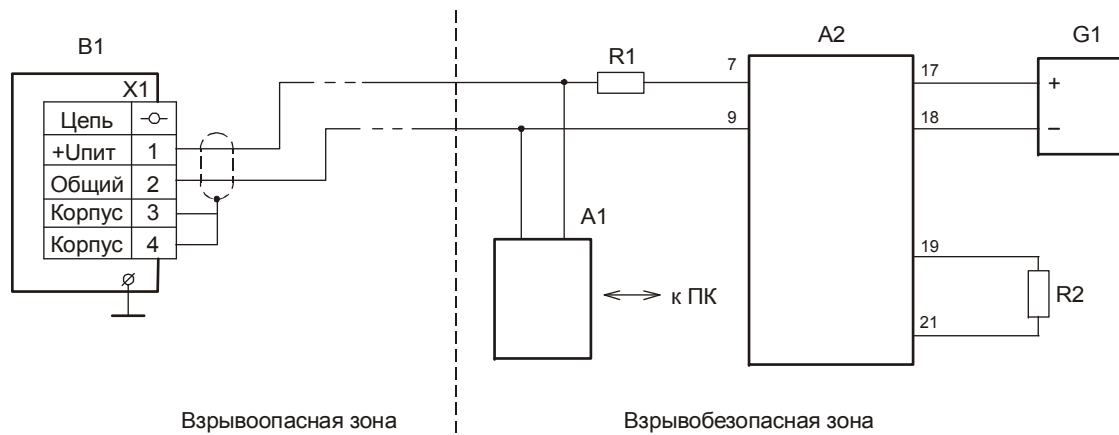 B1
X1
Цепь
+Uпит 1
Общий 2
Корпус 3
Корпус 4
R1
7
9
A2
17
18
G1
+
−
A1
к ПК
19
21
R2
Взрывоопасная зона
Взрывобезопасная зона